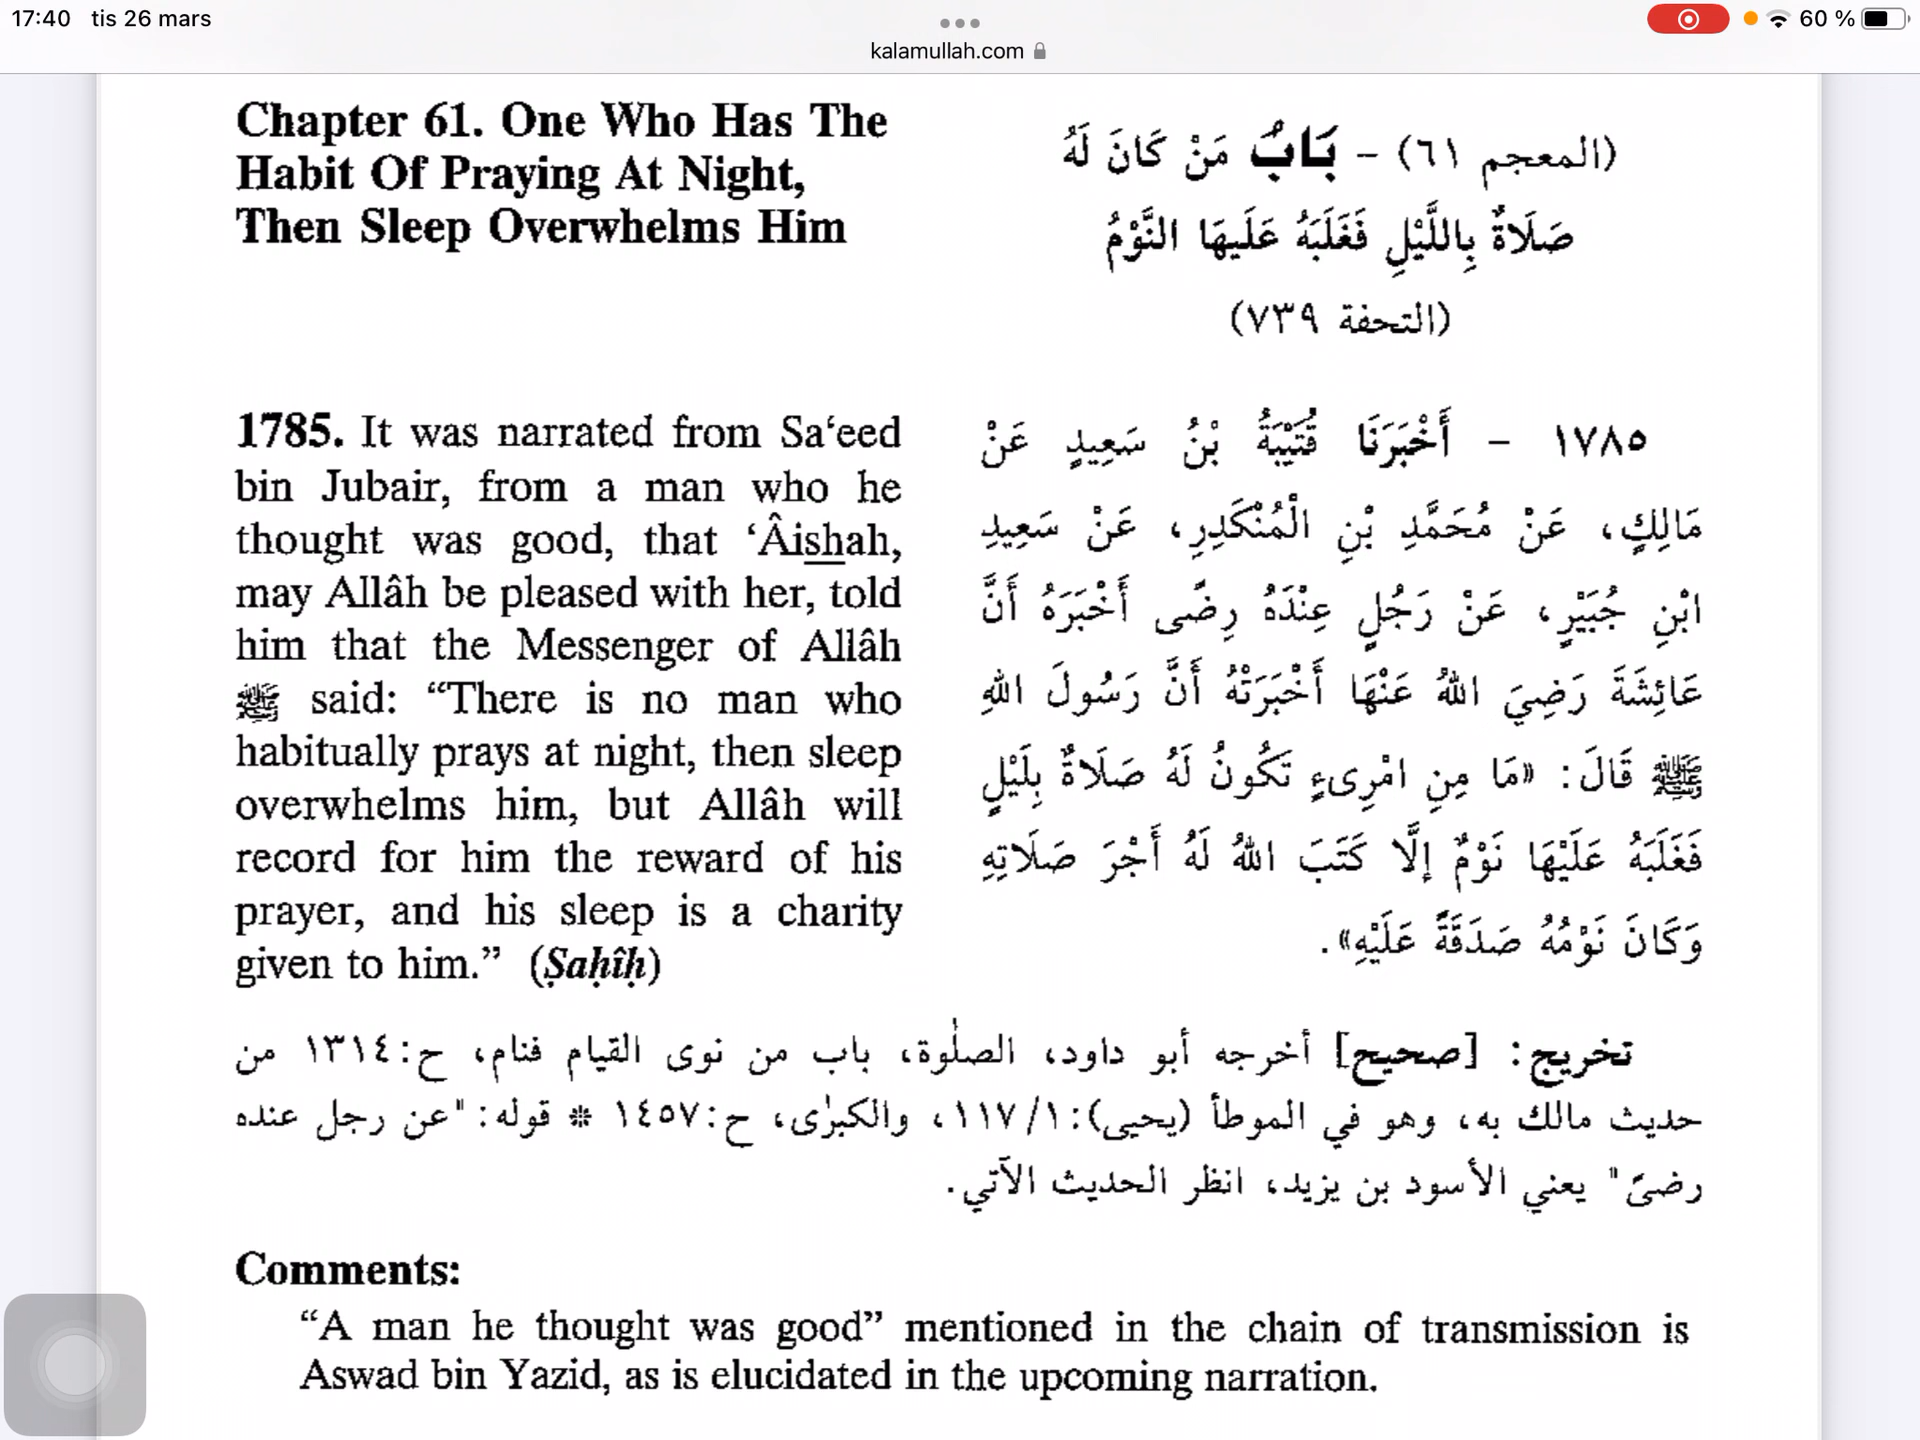 17:40 tis 26 mars
60 %
kalamullah.com
Chapter 61. One Who Has The
Habit Of Praying At Night,
Then Sleep Overwhelms Him
(المعجم ٦١) - بَابُ مَنْ كَانَ لَهُ
صَلَاةٌ بِاللَّيْلِ فَغَلَبَهُ عَلَيهَا النَّوْمُ
(التحفة ٧٣٩)
1785. It was narrated from Sa‘eed
bin Jubair, from a man who he
thought was good, that ‘Âishah,
may Allâh be pleased with her, told
him that the Messenger of Allâh
ﷺ said: “There is no man who
habitually prays at night, then sleep
overwhelms him, but Allâh will
record for him the reward of his
prayer, and his sleep is a charity
given to him.” (Ṣaḥîḥ)
١٧٨٥ - أَخْبَرَنَا قُتَيْبَةُ بْنُ سَعِيدٍ عَنْ
مَالِكٍ، عَنْ مُحَمَّدِ بْنِ الْمُنْكَدِرِ، عَنْ سَعِيدِ
ابْنِ جُبَيْرٍ، عَنْ رَجُلٍ عِنْدَهُ رِضًى أَخْبَرَهُ أَنَّ
عَائِشَةَ رَضِيَ اللهُ عَنْهَا أَخْبَرَتْهُ أَنَّ رَسُولَ اللهِ
ﷺ قَالَ: «مَا مِنِ امْرِىءٍ تَكُونُ لَهُ صَلَاةٌ بِلَيْلٍ
فَغَلَبَهُ عَلَيْهَا نَوْمٌ إِلَّا كَتَبَ اللهُ لَهُ أَجْرَ صَلَاتِهِ
وَكَانَ نَوْمُهُ صَدَقَةً عَلَيْهِ».
تخريج: [صحيح] أخرجه أبو داود، الصلٰوة، باب من نوى القيام فنام، ح:١٣١٤ من
حديث مالك به، وهو في الموطأ (يحيى):١/ ١١٧، والكبرٰى، ح:١٤٥٧ * قوله: "عن رجل عنده
رضىً" يعني الأسود بن يزيد، انظر الحديث الآتي.
Comments:
“A man he thought was good” mentioned in the chain of transmission is
Aswad bin Yazid, as is elucidated in the upcoming narration.